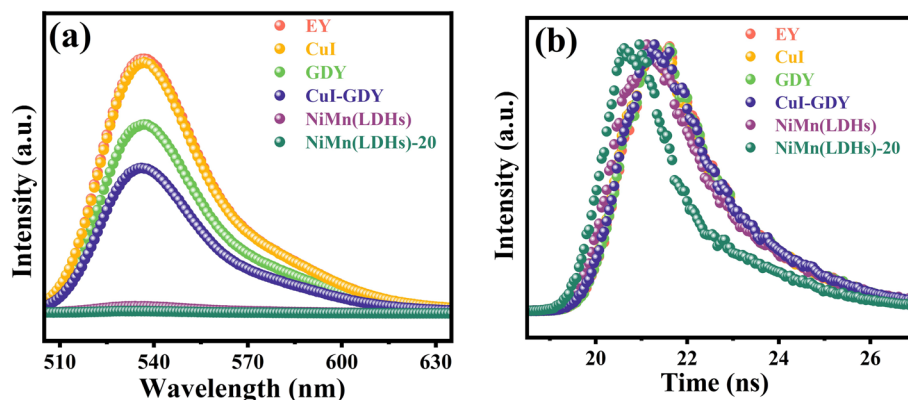 (a)
EY
CuI
GDY
CuI-GDY
NiMn(LDHs)
NiMn(LDHs)-20
Intensity (a.u.)
510 540 570 600 630
Wavelength (nm)
(b)
EY
CuI
GDY
CuI-GDY
NiMn(LDHs)
NiMn(LDHs)-20
Intensity (a.u.)
20 22 24 26
Time (ns)